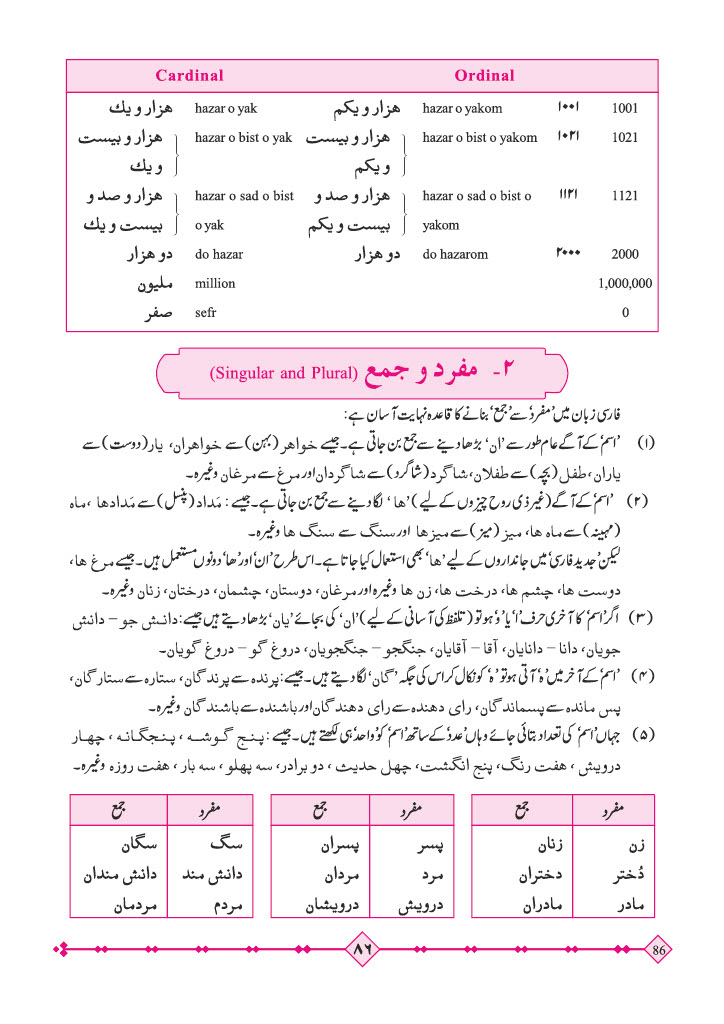 Cardinal Ordinal
هزار و یک hazar o yak هزار و یکم hazar o yakom ۱۰۰۱ 1001
هزار و بیست hazar o bist o yak هزار و بیست hazar o bist o yakom ۱۰۲۱ 1021
و یک و یکم
هزار و صد و hazar o sad o bist هزار و صد و hazar o sad o bist o ۱۱۲۱ 1121
بیست و یک o yak بیست و یکم yakom
دو هزار do hazar دو هزار do hazarom ۲۰۰۰ 2000
ملیون million 1,000,000
صفر sefr 0
۲- مفرد و جمع (Singular and Plural)
فارسی زبان میں ’مفرد‘ سے ’جمع‘ بنانے کا قاعدہ نہایت آسان ہے:
(۱) ’اسم‘ کے آگے عام طور سے ’ان‘ بڑھا دینے سے جمع بن جاتی ہے۔ جیسے خواهر (بہن) سے خواهران، یار (دوست) سے
یاران، طفل (بچہ) سے طفلان، شاگرد (شاگرد) سے شاگردان اور مرغ سے مرغان وغیرہ۔
(۲) ’اسم‘ کے آگے (غیر ذی روح چیزوں کے لیے) ’ها‘ لگا دینے سے جمع بن جاتی ہے۔ جیسے: مَداد (پنسل) سے مَدادها، ماه
(مہینہ) سے ماه ها، میز (میز) سے میزها اور سنگ سے سنگ ها وغیرہ۔
لیکن ’جدید فارسی‘ میں جانداروں کے لیے ’ها‘ بھی استعمال کیا جاتا ہے۔ اس طرح ’ان‘ اور ’ها‘ دونوں مستعمل ہیں۔ جیسے مرغ ها،
دوست ها، چشم ها، درخت ها، زن ها وغیرہ اور مرغان، دوستان، چشمان، درختان، زنان وغیرہ۔
(۳) اگر ’اسم‘ کا آخری حرف ’ا‘ یا ’و‘ ہو تو (تلفظ کی آسانی کے لیے) ’ان‘ کی بجائے ’یان‘ بڑھا دیتے ہیں جیسے: دانش جو – دانش
جویان، دانا – دانایان، آقا – آقایان، جنگجو – جنگجویان، دروغ گو – دروغ گویان۔
(۴) ’اسم‘ کے آخر میں ’ہ‘ آتی ہو تو ’ہ‘ کو نکال کر اس کی جگہ ’گان‘ لگا دیتے ہیں۔ جیسے: پرنده سے پرندگان، ستاره سے ستارگان،
پس مانده سے پسماندگان، رای دهنده سے رای دهندگان اور باشنده سے باشندگان وغیرہ۔
(۵) جہاں ’اسم‘ کی تعداد بتائی جائے وہاں ’عدد‘ کے ساتھ ’اسم‘ کو ’واحد‘ ہی لکھتے ہیں۔ جیسے: پنج گوشه، پنجگانه، چهار
درویش، هفت رنگ، پنج انگشت، چهل حدیث، دو برادر، سه پهلو، سه بار، هفت روزه وغیرہ۔
مفرد جمع مفرد جمع مفرد جمع
زن زنان پسر پسران سگ سگان
دُختر دختران مرد مردان دانش مند دانش مندان
مادر مادران درویش درویشان مردم مردمان
۸۶ 86